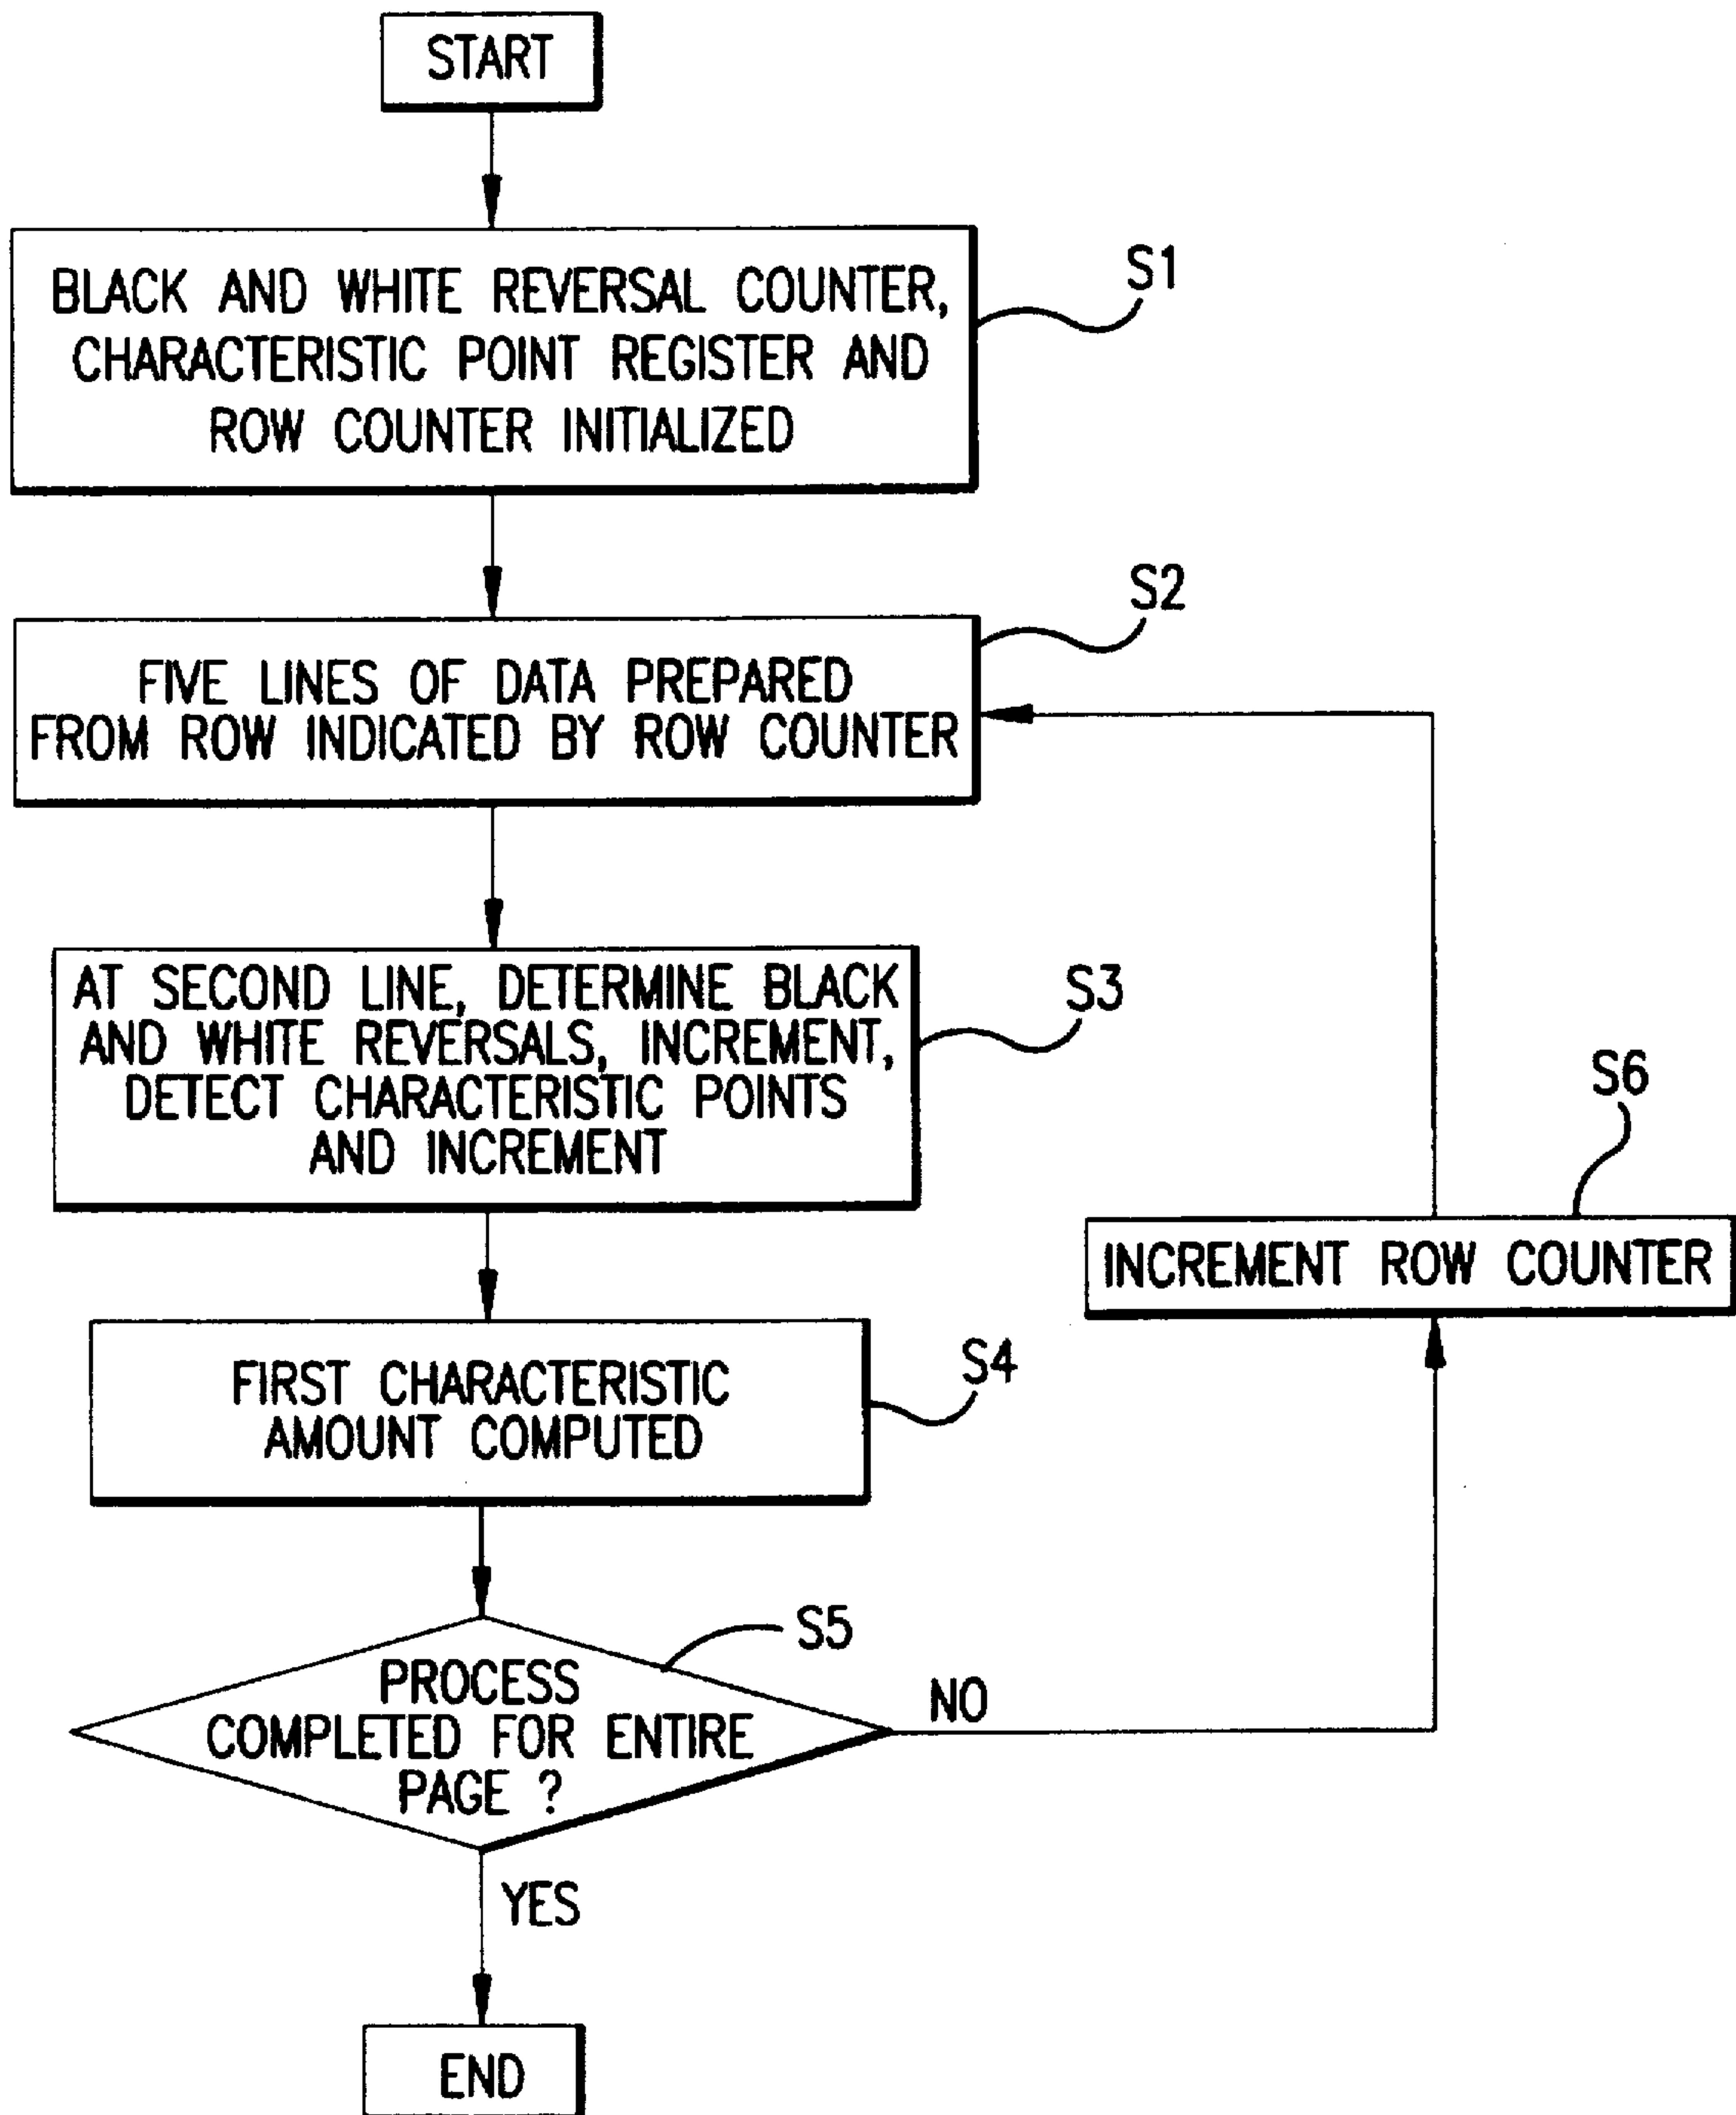 START
BLACK AND WHITE REVERSAL COUNTER,
CHARACTERISTIC POINT REGISTER AND
ROW COUNTER INITIALIZED
S1
FIVE LINES OF DATA PREPARED
FROM ROW INDICATED BY ROW COUNTER
S2
AT SECOND LINE, DETERMINE BLACK
AND WHITE REVERSALS, INCREMENT,
DETECT CHARACTERISTIC POINTS
AND INCREMENT
S3
FIRST CHARACTERISTIC
AMOUNT COMPUTED
S4
PROCESS
COMPLETED FOR ENTIRE
PAGE ?
S5
NO
INCREMENT ROW COUNTER
S6
YES
END